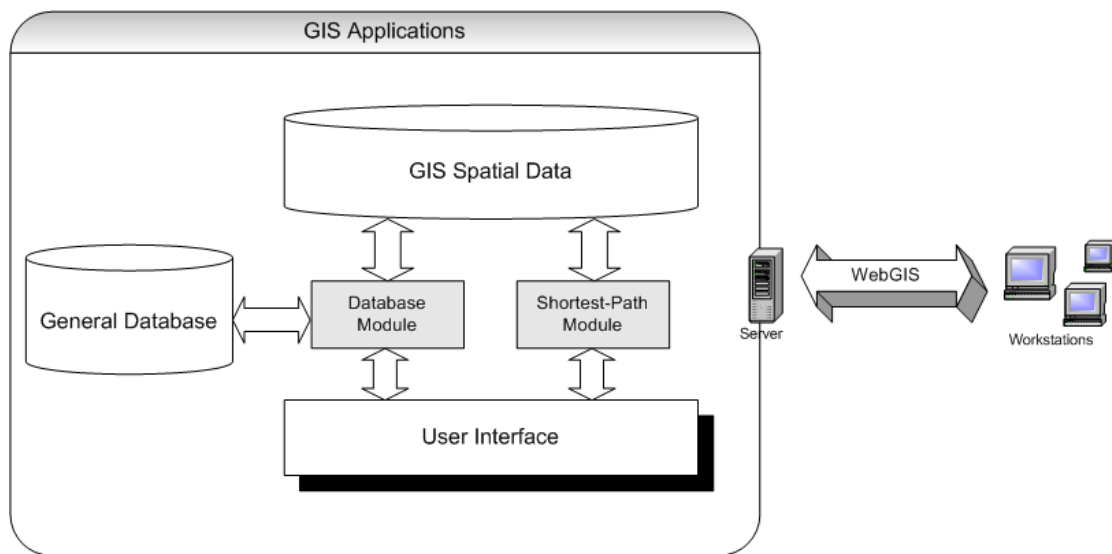 GIS Applications
GIS Spatial Data
General Database
Database
Module
Shortest-Path
Module
User Interface
Server
WebGIS
Workstations